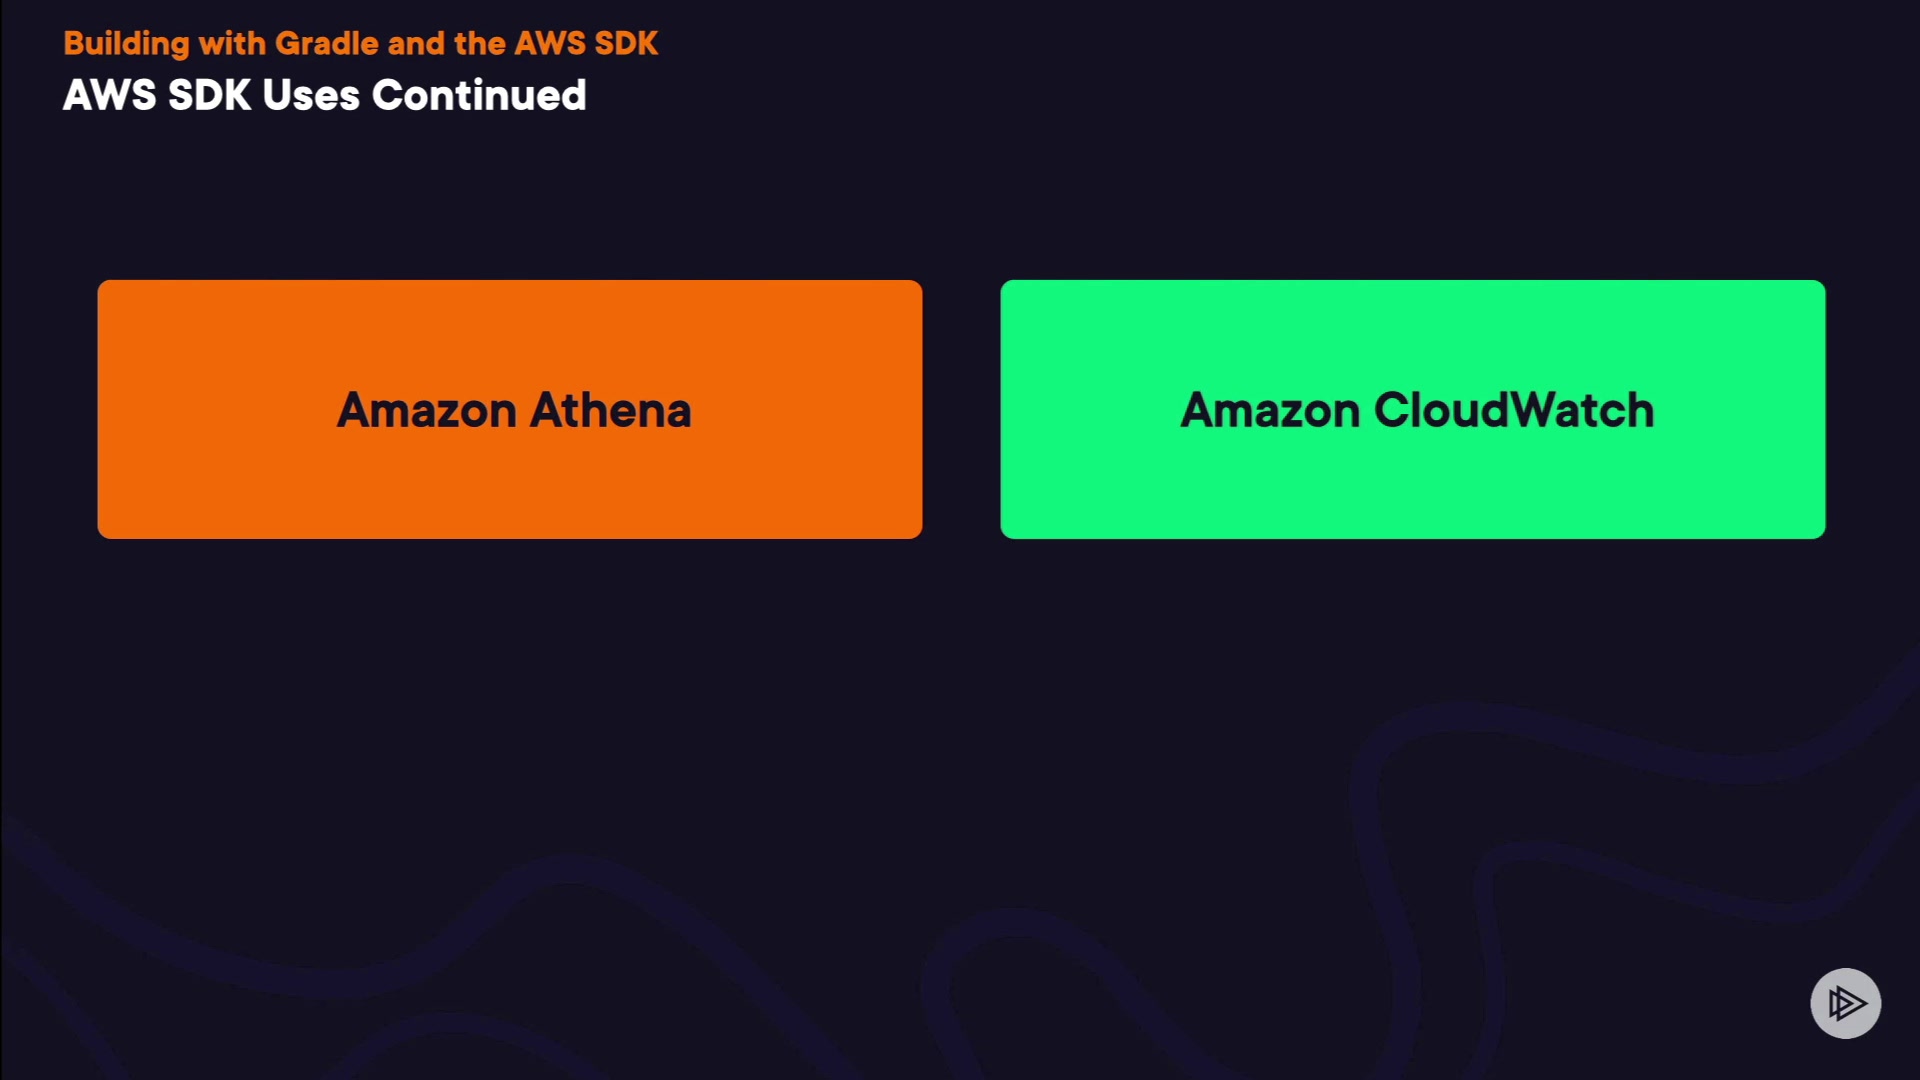 Building with Gradle and the AWS SDK
AWS SDK Uses Continued
Amazon Athena
Amazon CloudWatch